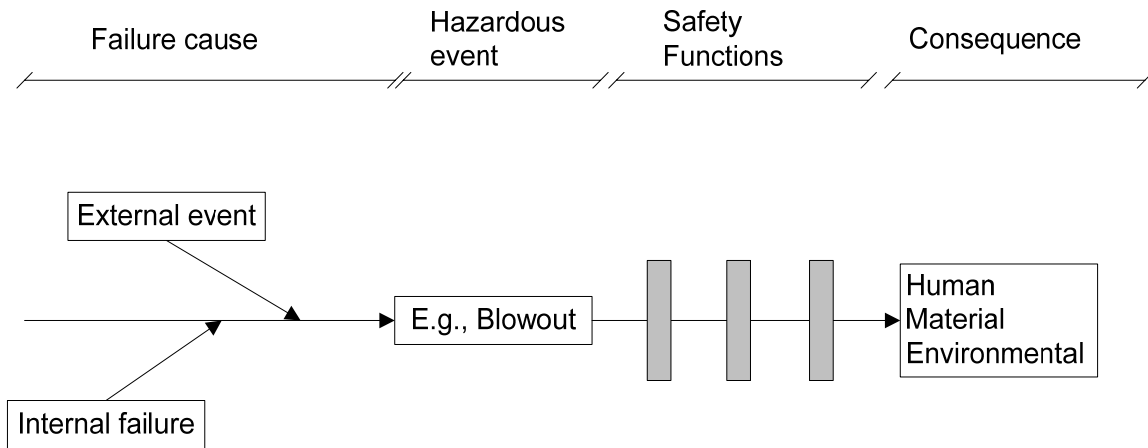 Failure cause
Hazardous
event
Safety
Functions
Consequence
External event
E.g., Blowout
Human
Material
Environmental
Internal failure